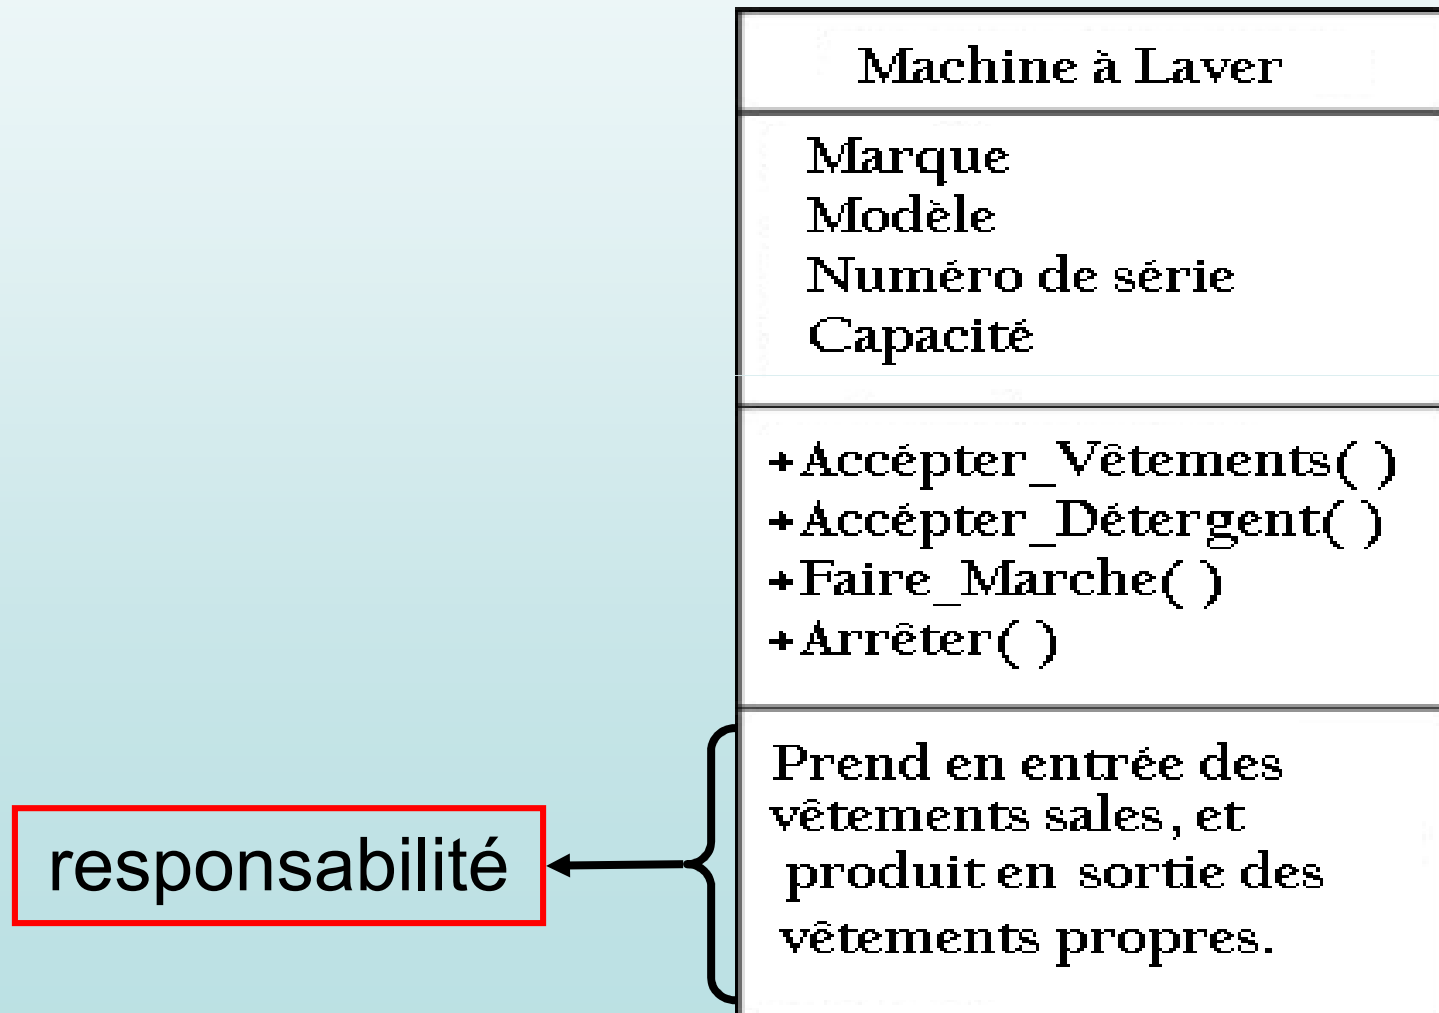 Machine à Laver
Marque
Modèle
Numéro de série
Capacité
+Accépter_Vêtements( )
+Accépter_Détergent( )
+Faire_Marche( )
+Arrêter( )
Prend en entrée des
vêtements sales, et
produit en sortie des
vêtements propres.
responsabilité